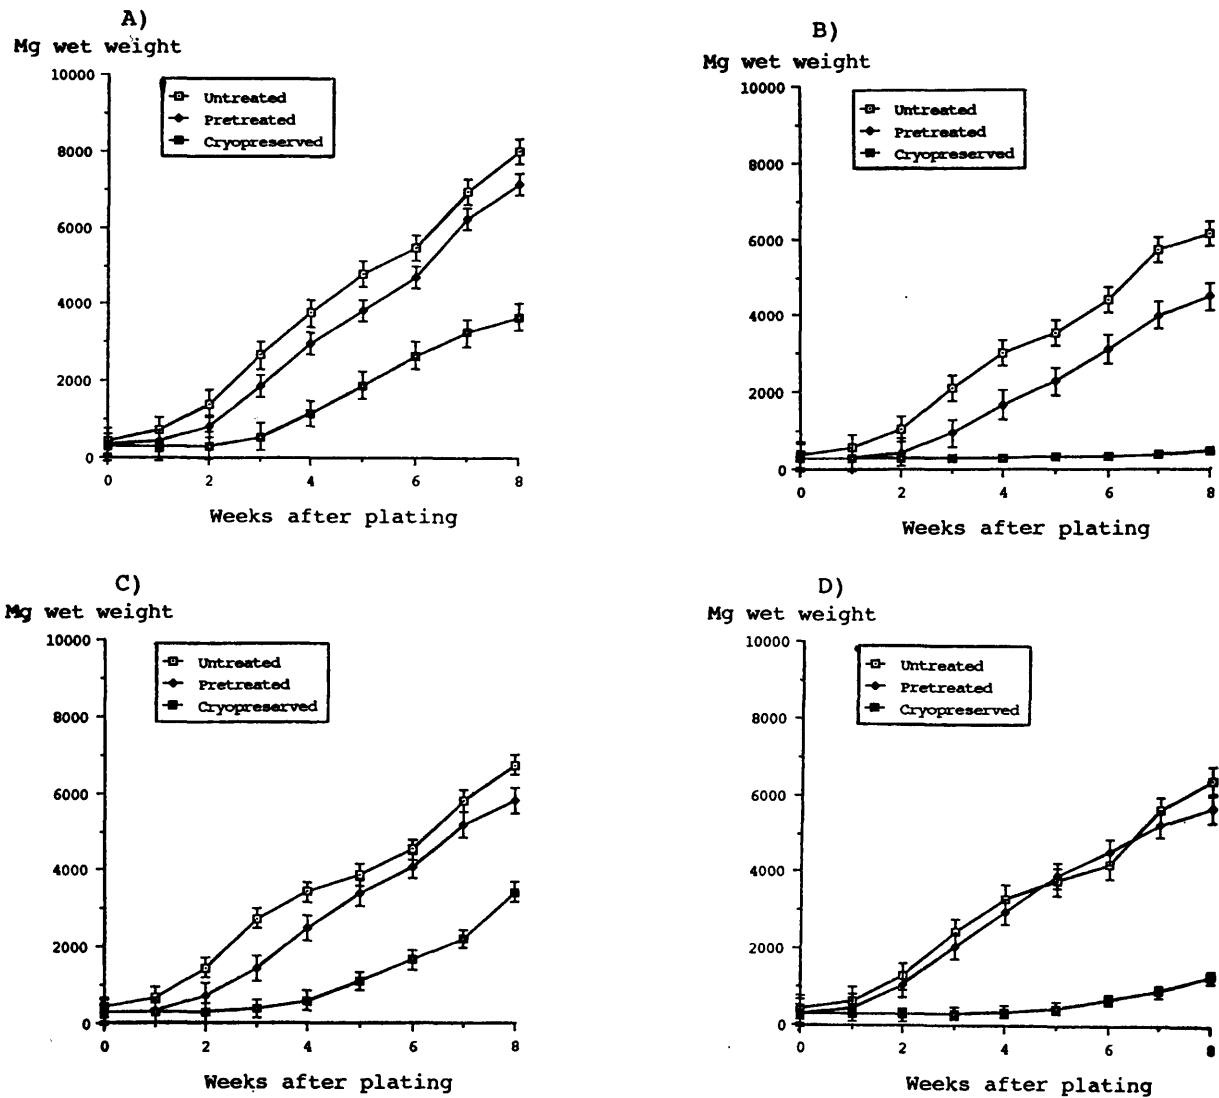 A)
Mg wet weight
10000
8000
6000
4000
2000
0
Untreated
Pretreated
Cryopreserved
0 2 4 6 8
Weeks after plating
B)
Mg wet weight
10000
8000
6000
4000
2000
0
Untreated
Pretreated
Cryopreserved
0 2 4 6 8
Weeks after plating
C)
Mg wet weight
10000
8000
6000
4000
2000
0
Untreated
Pretreated
Cryopreserved
0 2 4 6 8
Weeks after plating
D)
Mg wet weight
10000
8000
6000
4000
2000
0
Untreated
Pretreated
Cryopreserved
0 2 4 6 8
Weeks after plating